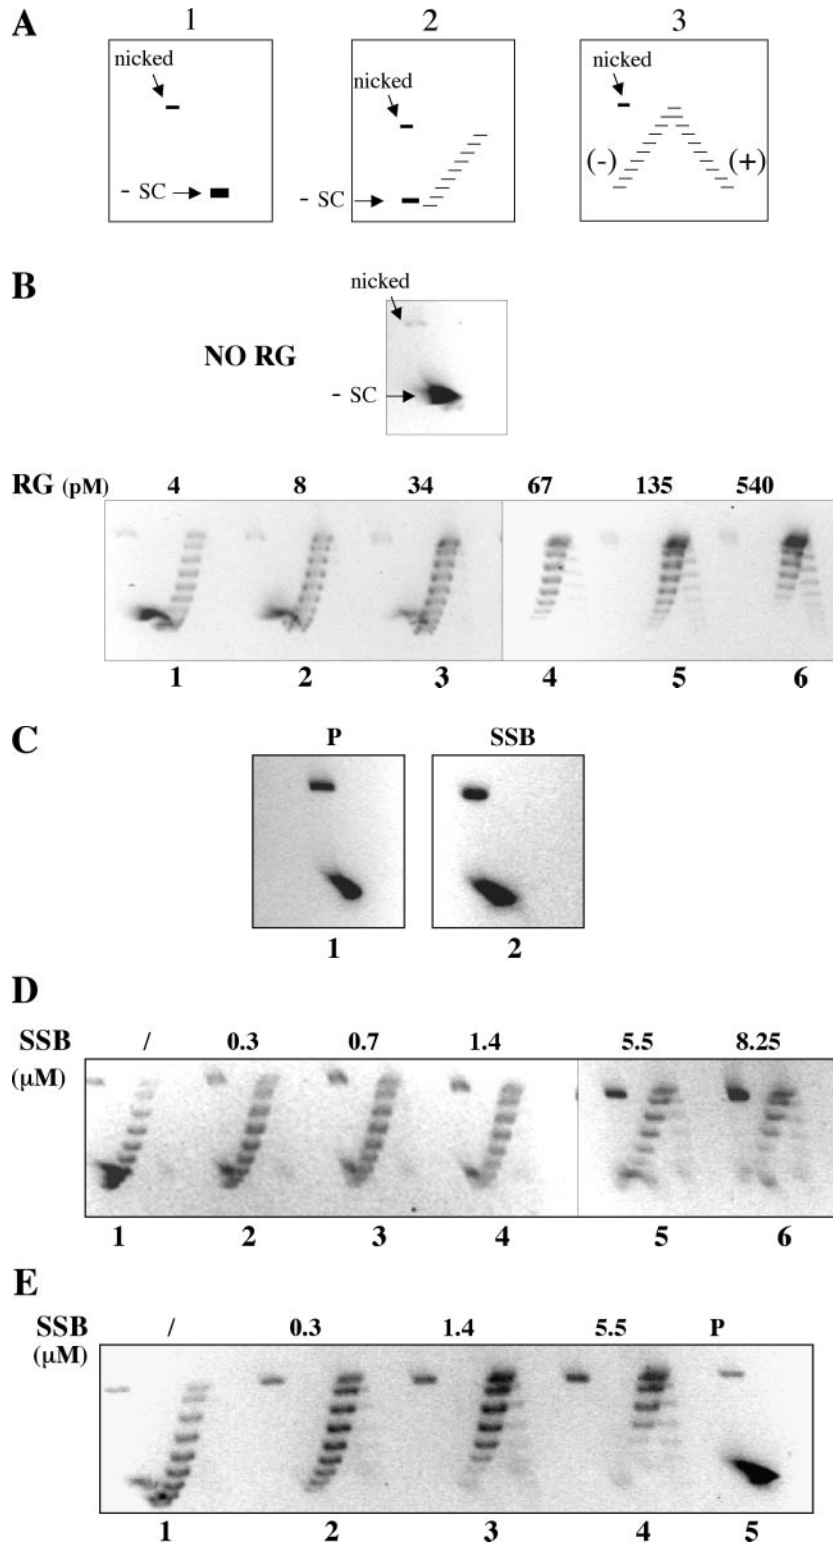 A 1 2 3
nicked nicked nicked
- SC - SC (-) (+)
B nicked
NO RG
- SC
RG (pM) 4 8 34 67 135 540
1 2 3 4 5 6
C P SSB
1 2
D
SSB / 0.3 0.7 1.4 5.5 8.25
(µM)
1 2 3 4 5 6
E
SSB / 0.3 1.4 5.5 P
(µM)
1 2 3 4 5